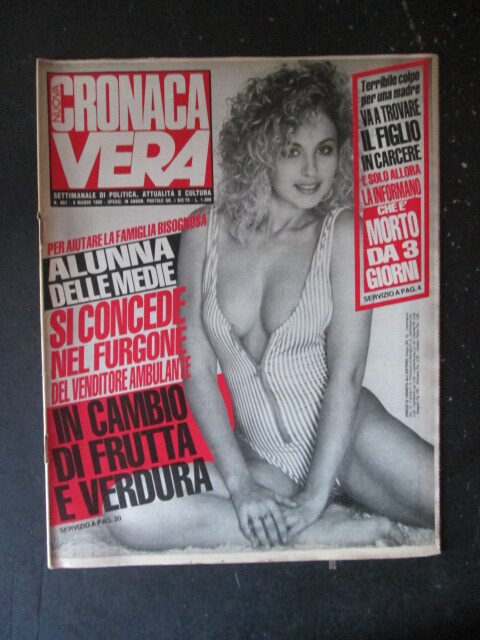 NUOVA
CRONACA
VERA
SETTIMANALE DI POLITICA, ATTUALITÀ E CULTURA
PER AIUTARE LA FAMIGLIA BISOGNOSA
ALUNNA
DELLE MEDIE
SI CONCEDE
NEL FURGONE
DEL VENDITORE AMBULANTE
IN CAMBIO
DI FRUTTA
E VERDURA
SERVIZIO A PAG. 20
Terribile colpo
per una madre
VA A TROVARE
IL FIGLIO
IN CARCERE
E SOLO ALLORA
LA INFORMANO
CHE È
MORTO
DA 3
GIORNI
SERVIZIO A PAG. 4